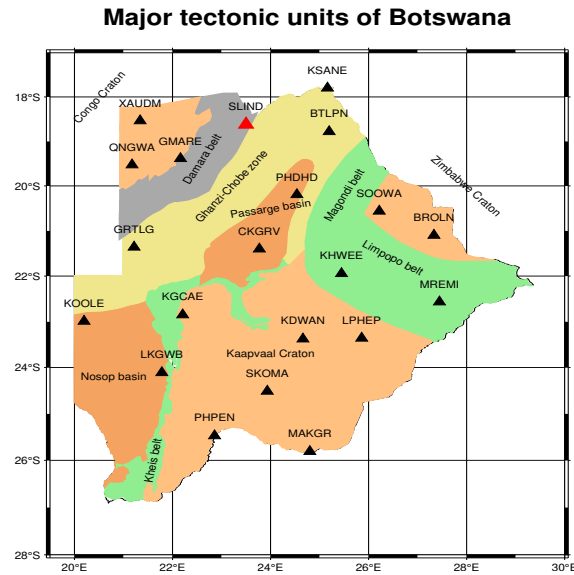 Major tectonic units of Botswana
KSANE
18°S
Congo Craton
XAUDM
SLIND
BTLPN
QNGWA
GMARE
Damara belt
Ghanzi-Chobe zone
PHDHD
Magondi belt
SOOWA
Zimbabwe Craton
20°S
Passarge basin
BROLN
GRTLG
CKGRV
KHWEE
Limpopo belt
22°S
MREMI
KOOLE
KGCAE
KDWAN
LPHEP
Kaapvaal Craton
24°S
LKGWB
Nosop basin
SKOMA
PHPEN
MAKGR
26°S
Kheis belt
28°S
20°E
22°E
24°E
26°E
28°E
30°E